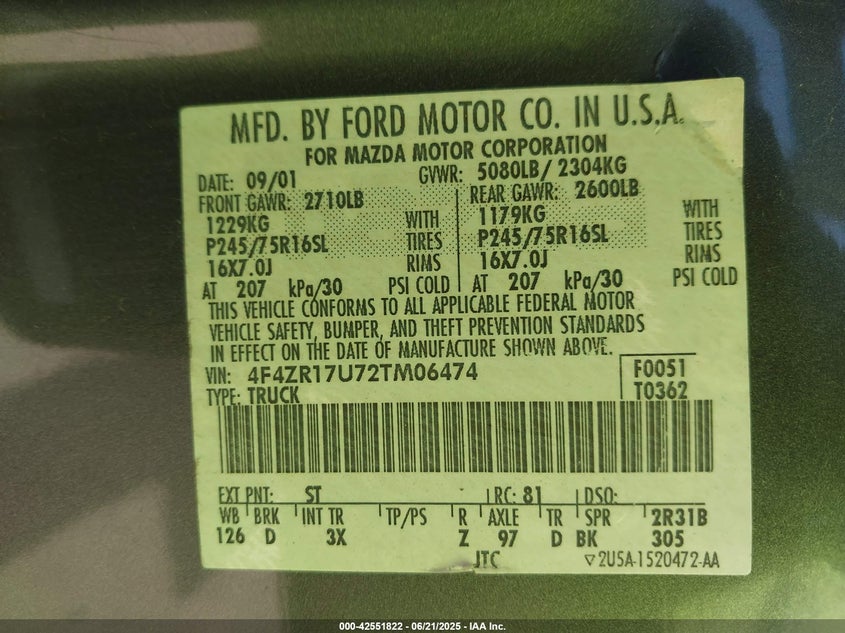 MFD. BY FORD MOTOR CO. IN U.S.A.
FOR MAZDA MOTOR CORPORATION
DATE: 09/01 GVWR: 5080LB/ 2304KG
FRONT GAWR: 2710LB REAR GAWR: 2600LB
1229KG WITH 1179KG WITH
P245/75R16SL TIRES P245/75R16SL TIRES
16X7.0J RIMS 16X7.0J RIMS
AT 207 kPa/30 PSI COLD AT 207 kPa/30 PSI COLD
THIS VEHICLE CONFORMS TO ALL APPLICABLE FEDERAL MOTOR
VEHICLE SAFETY, BUMPER, AND THEFT PREVENTION STANDARDS
IN EFFECT ON THE DATE OF MANUFACTURE SHOWN ABOVE.
VIN: 4F4ZR17U72TM06474 F0051
TYPE: TRUCK T0362
EXT PNT: ST RC: 81 DSO:
WB BRK INT TR TP/PS R AXLE TR SPR 2R31B
126 D 3X Z 97 D BK 305
JTC ▽2U5A-1520472-AA
000-42551822 - 06/21/2025 - IAA Inc.